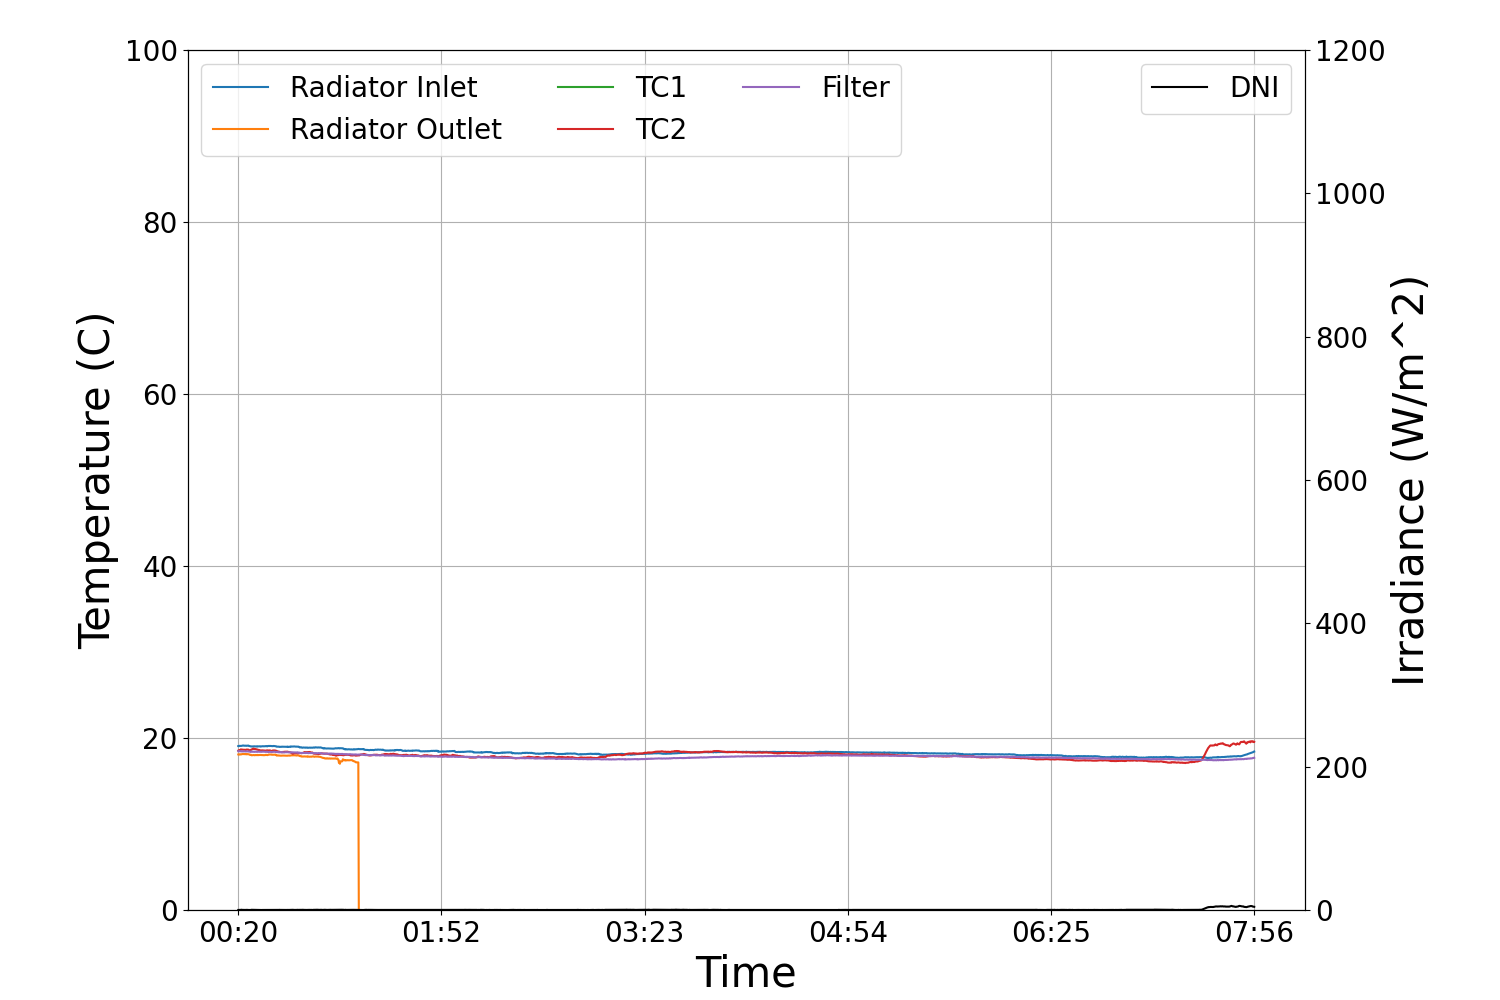 Radiator Inlet
Radiator Outlet
TC1
TC2
Filter
DNI
100
80
60
40
20
0
Temperature (C)
1200
1000
800
600
400
200
0
Irradiance (W/m^2)
00:20
01:52
03:23
04:54
06:25
07:56
Time